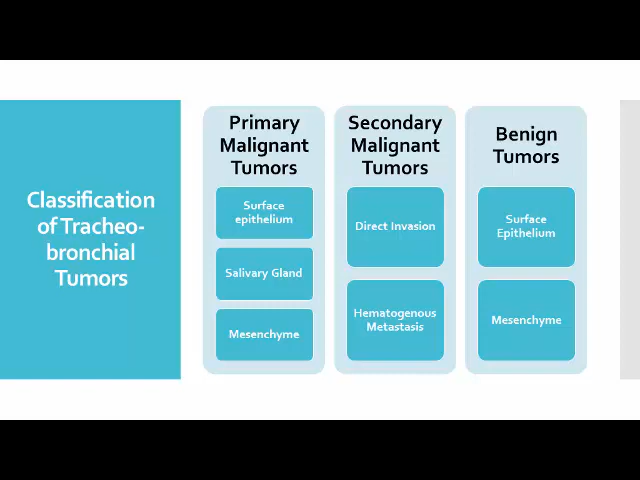 Classification
of Tracheo-
bronchial
Tumors
Primary
Malignant
Tumors
Surface
epithelium
Salivary Gland
Mesenchyme
Secondary
Malignant
Tumors
Direct Invasion
Hematogenous
Metastasis
Benign
Tumors
Surface
Epithelium
Mesenchyme